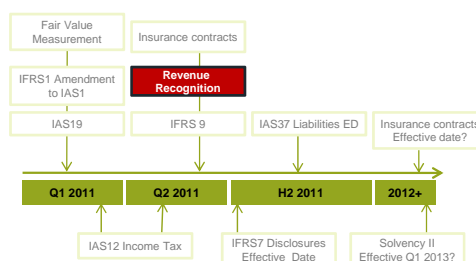 Fair Value
Measurement
Insurance contracts
IFRS1 Amendment
to IAS1
Revenue
Recognition
IAS19
IFRS 9
IAS37 Liabilities ED
Insurance contracts
Effective date?
Q1 2011
Q2 2011
H2 2011
2012+
IAS12 Income Tax
IFRS7 Disclosures
Effective Date
Solvency II
Effective Q1 2013?